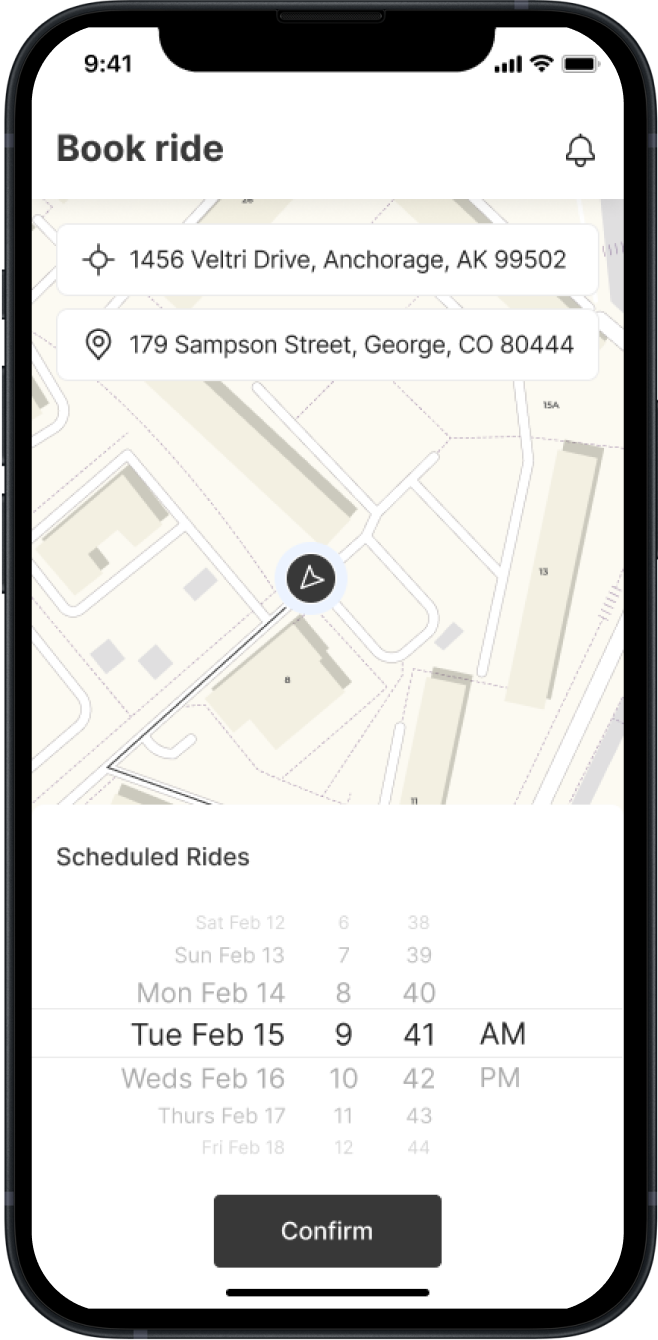 9:41
Book ride
1456 Veltri Drive, Anchorage, AK 99502
179 Sampson Street, George, CO 80444
15A
13
8
11
Scheduled Rides
Sat Feb 12 6 38
Sun Feb 13 7 39
Mon Feb 14 8 40
Tue Feb 15 9 41 AM
Weds Feb 16 10 42 PM
Thurs Feb 17 11 43
Fri Feb 18 12 44
Confirm